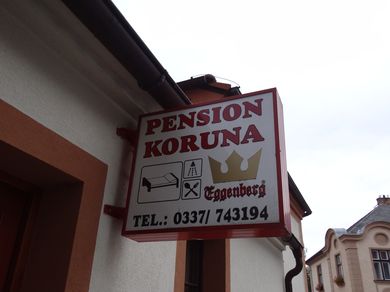 PENSION
KORUNA
Eggenberg
TEL.: 0337/ 743194